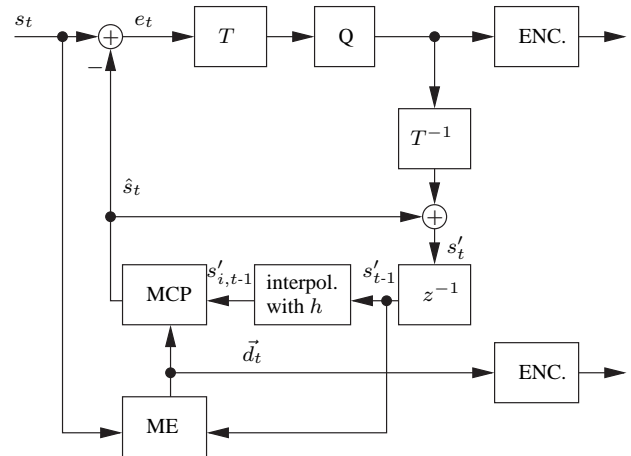 s_t
e_t
T
Q
ENC.
−
T^{−1}
ŝ_t
s′_t
MCP
s′_{i,t-1}
interpol.
with h
s′_{t-1}
z^{−1}
d⃗_t
ENC.
ME